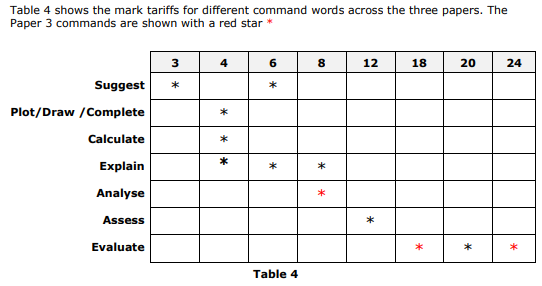 Table 4 shows the mark tariffs for different command words across the three papers. The
Paper 3 commands are shown with a red star *
3 4 6 8 12 18 20 24
Suggest * *
Plot/Draw /Complete *
Calculate *
Explain * * *
Analyse *
Assess *
Evaluate * * *
Table 4